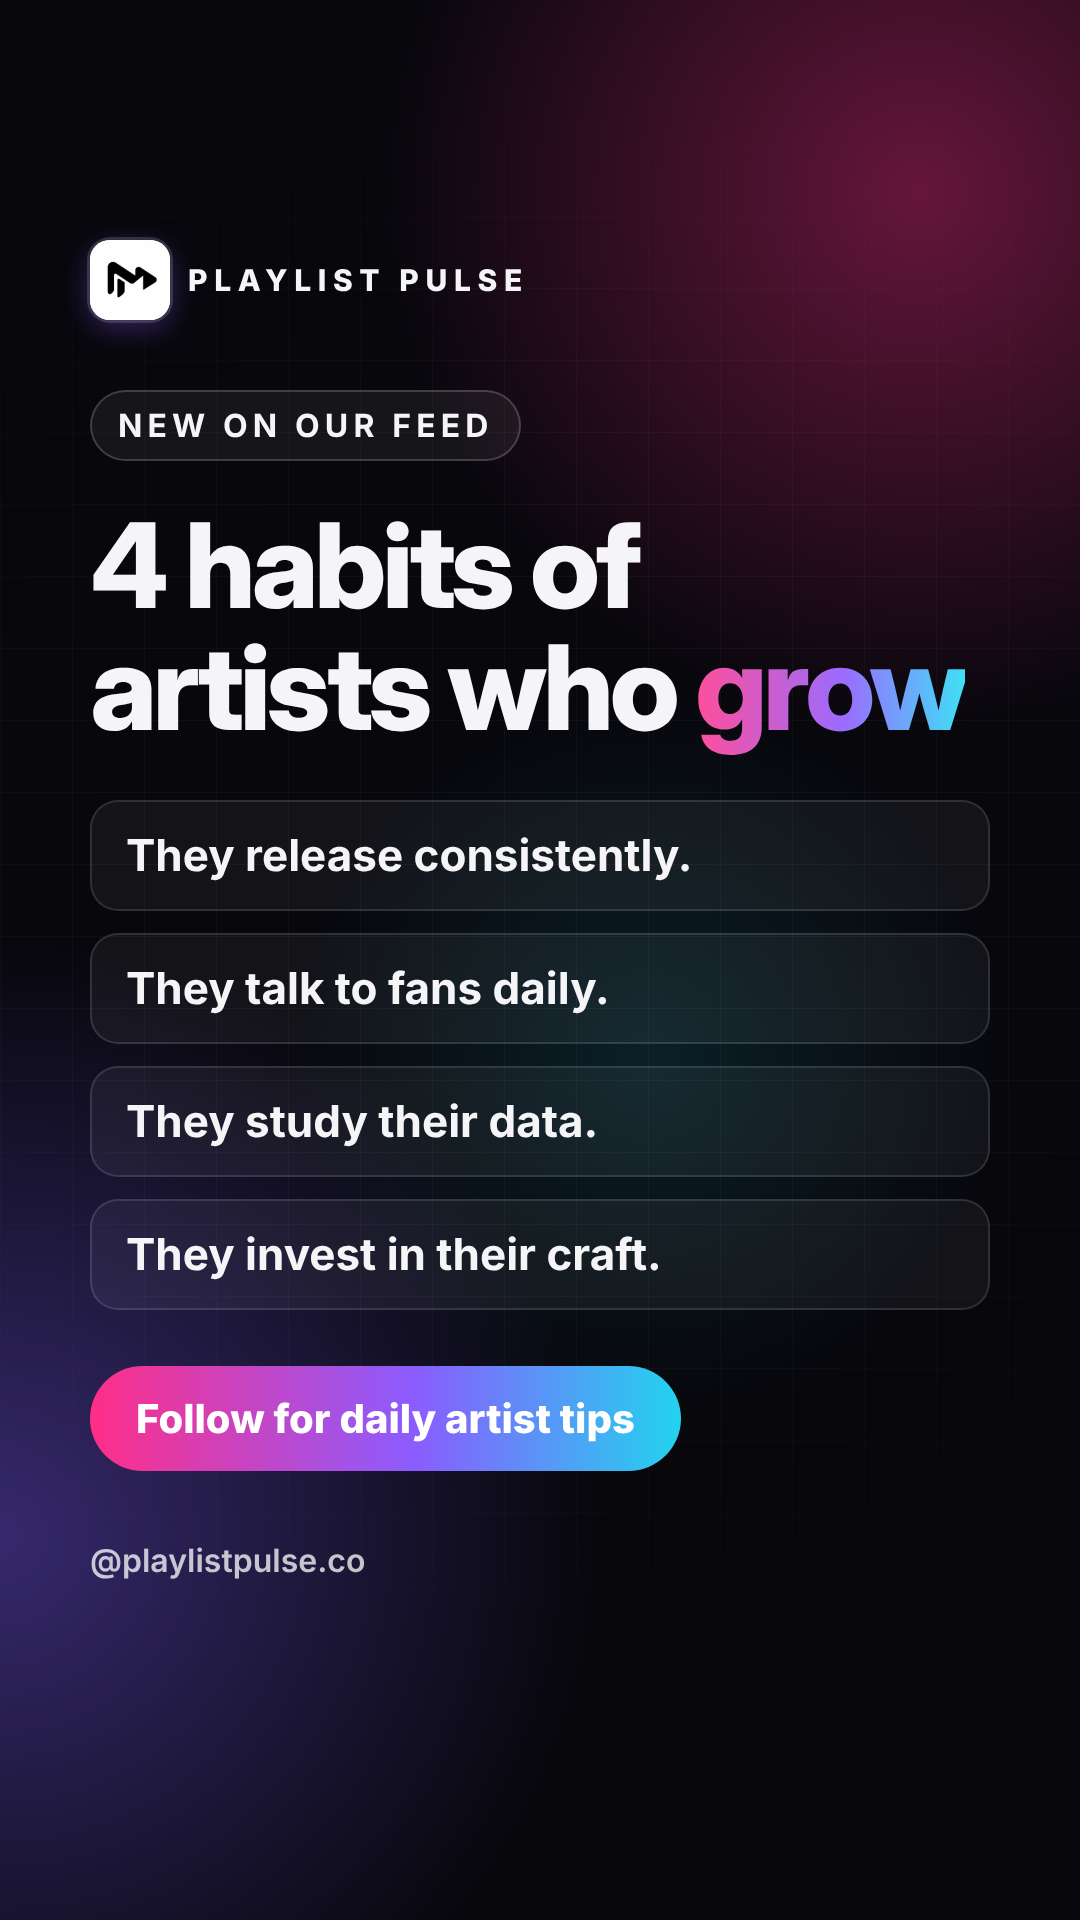 PLAYLIST PULSE
NEW ON OUR FEED
4 habits of
artists who grow
They release consistently.
They talk to fans daily.
They study their data.
They invest in their craft.
Follow for daily artist tips
@playlistpulse.co